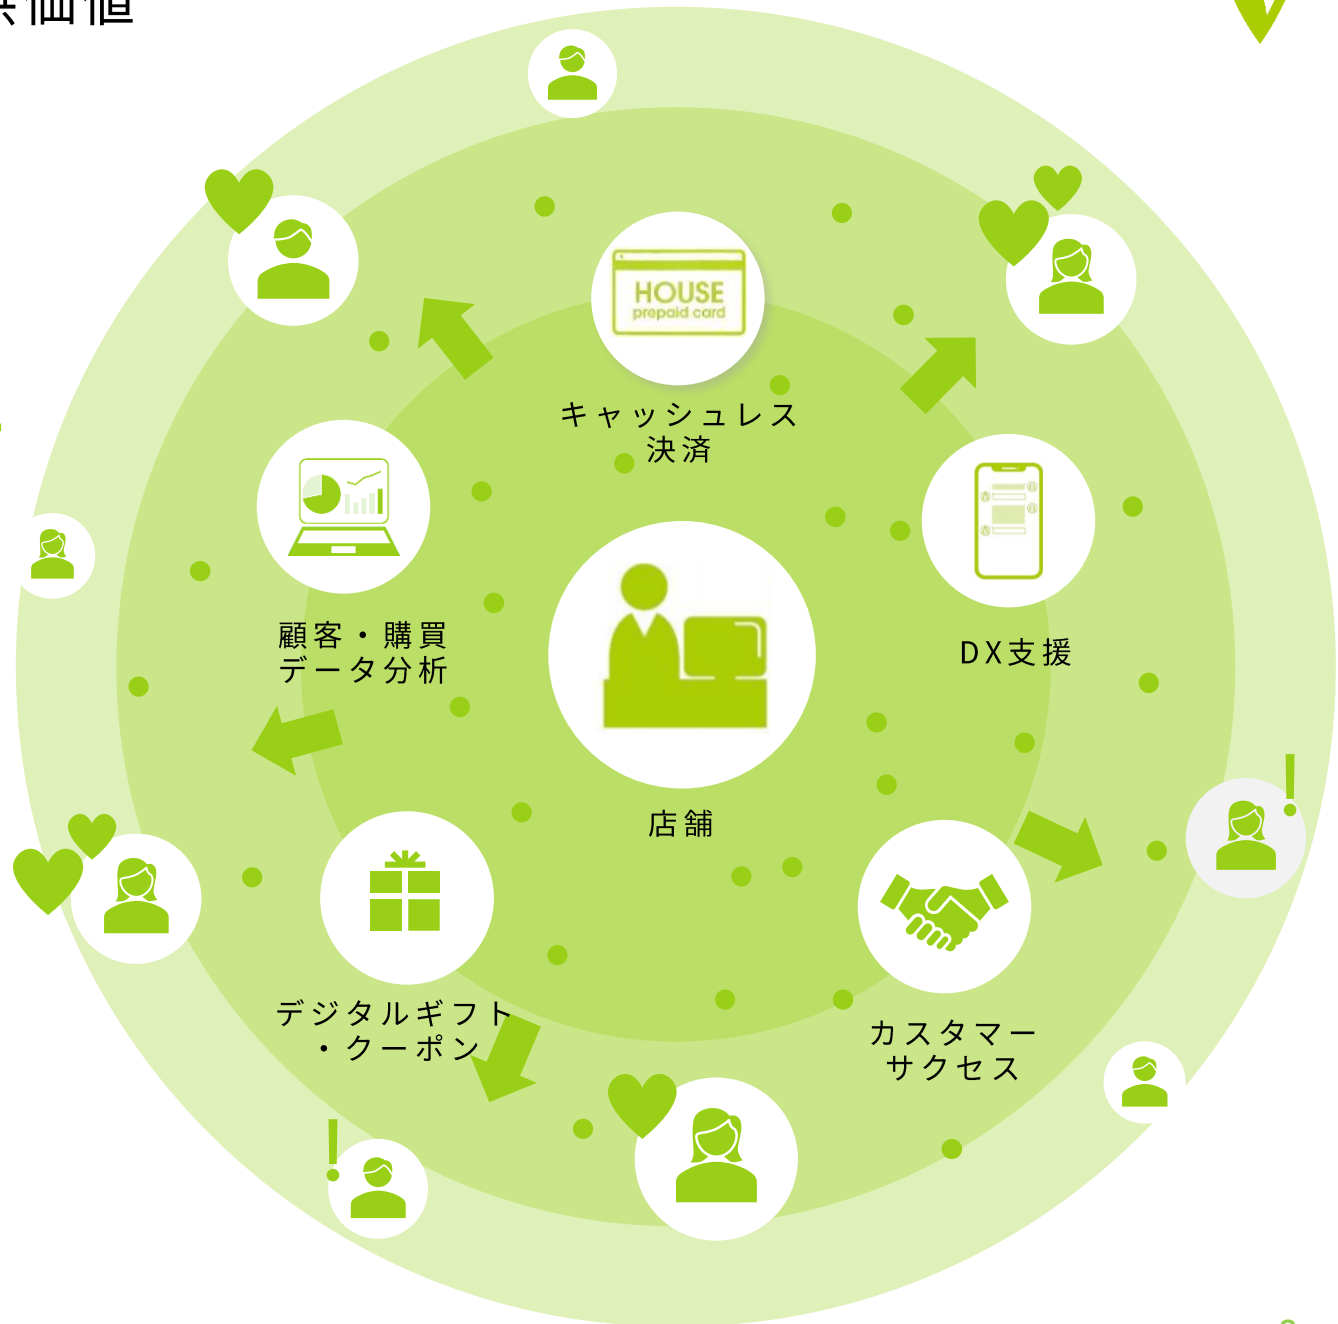 価値
HOUSE
prepaid card
キャッシュレス
決済
顧客・購買
データ分析
DX支援
店舗
デジタルギフト
・クーポン
カスタマー
サクセス